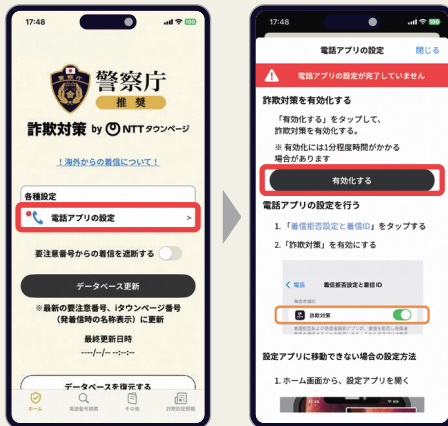 17:48
警察庁
推奨
詐欺対策 by NTT タウンページ
！海外からの着信について！
各種設定
電話アプリの設定 >
要注意番号からの着信を遮断する
データベース更新
※最新の要注意番号、iタウンページ番号
（発着信時の名称表示）に更新
最終更新日時
----/--/-- --:--:--
データベースを復元する
ホーム
電話番号検索
その他
詐欺防犯情報
17:48
電話アプリの設定
閉じる
電話アプリの設定が完了していません
詐欺対策を有効化する
「有効化する」をタップして、
詐欺対策を有効化する。
※ 有効化には1分程度時間がかかる
場合があります
有効化する
電話アプリの設定を行う
1. 「着信拒否設定と着信ID」をタップする
2. 「詐欺対策」を有効にする
電話
着信拒否設定と着信 ID
詐欺対策
設定アプリに移動できない場合の設定方法
1. ホーム画面から、設定アプリを開く